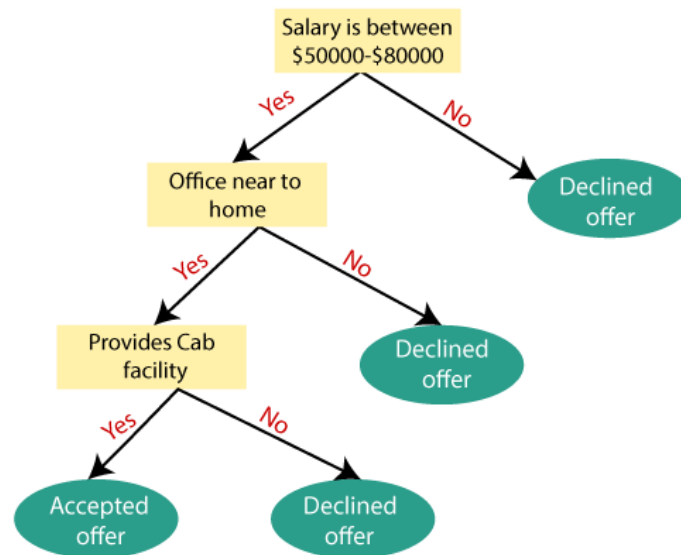 Salary is between
$50000-$80000
Yes
No
Office near to
home
Declined
offer
Yes
No
Provides Cab
facility
Declined
offer
Yes
No
Accepted
offer
Declined
offer